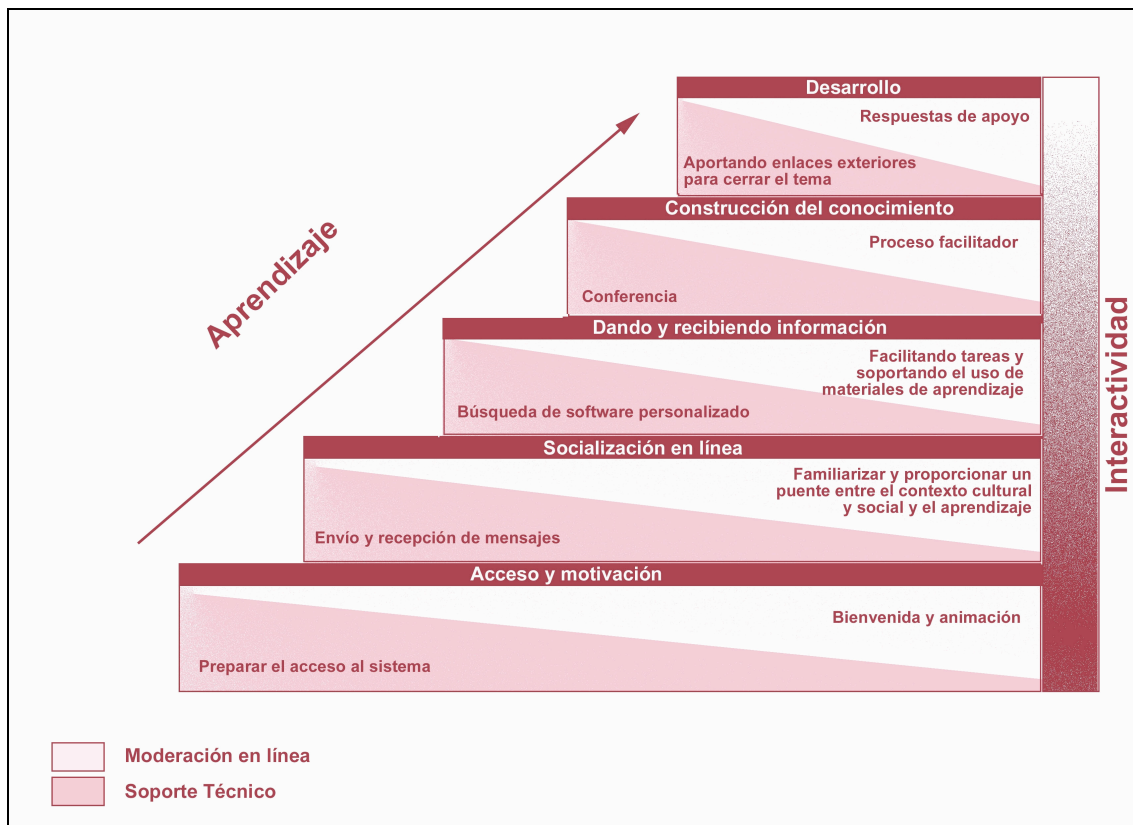 Desarrollo
Respuestas de apoyo
Aportando enlaces exteriores
para cerrar el tema
Construcción del conocimiento
Proceso facilitador
Conferencia
Dando y recibiendo información
Facilitando tareas y
soportando el uso de
materiales de aprendizaje
Búsqueda de software personalizado
Socialización en línea
Familiarizar y proporcionar un
puente entre el contexto cultural
y social y el aprendizaje
Envío y recepción de mensajes
Acceso y motivación
Bienvenida y animación
Preparar el acceso al sistema
Aprendizaje
Interactividad
Moderación en línea
Soporte Técnico